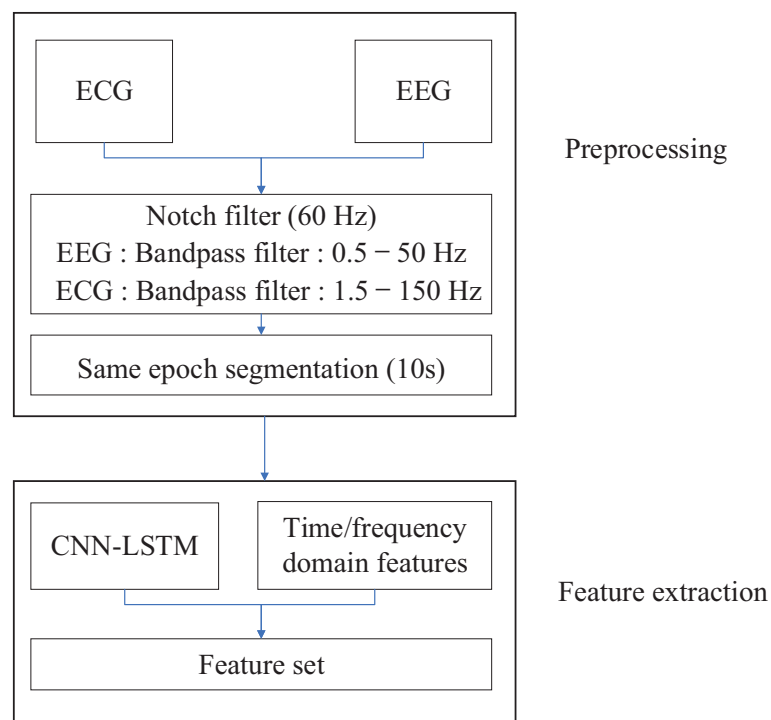 ECG
EEG
Preprocessing
Notch filter (60 Hz)
EEG : Bandpass filter : 0.5 − 50 Hz
ECG : Bandpass filter : 1.5 − 150 Hz
Same epoch segmentation (10s)
CNN-LSTM
Time/frequency
domain features
Feature extraction
Feature set